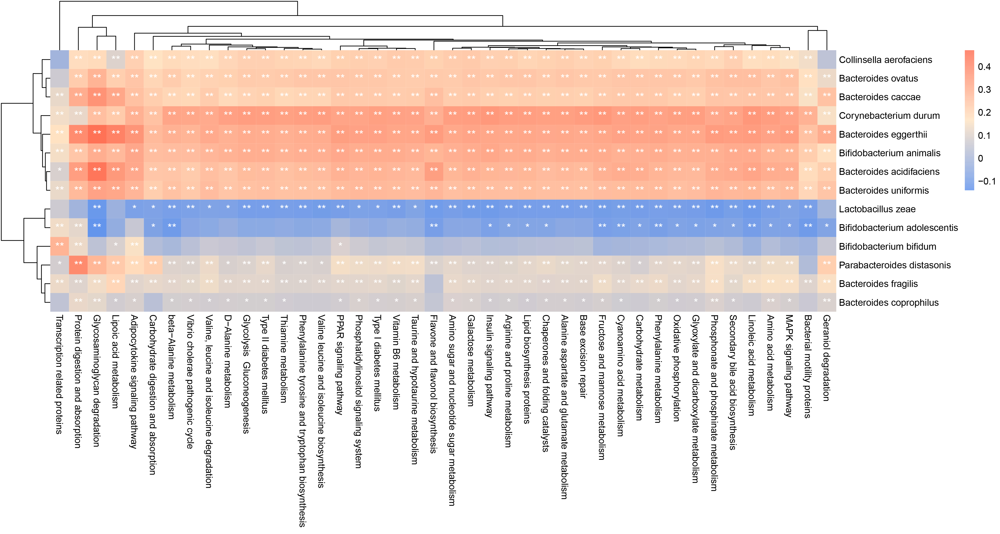 ** ** ** ** ** ** ** ** ** ** ** ** ** ** ** ** ** ** ** ** ** ** ** ** ** ** ** ** ** ** ** ** ** ** ** ** ** ** ** ** Collinsella aerofaciens
** ** ** ** ** ** ** ** ** ** ** ** ** ** ** ** ** ** ** ** ** ** ** ** ** ** ** ** ** ** ** ** ** ** ** ** ** ** ** ** ** Bacteroides ovatus
** ** ** ** ** ** ** ** ** ** ** ** ** ** ** ** ** ** ** ** ** ** ** ** ** ** ** ** ** ** ** ** ** ** ** ** ** ** ** ** ** ** Bacteroides caccae
** ** ** ** ** ** ** ** ** ** ** ** ** ** ** ** ** ** ** ** ** ** ** ** ** ** ** ** ** ** ** ** ** ** ** ** ** ** ** ** ** ** Corynebacterium durum
** ** ** ** ** ** ** ** ** ** ** ** ** ** ** ** ** ** ** ** ** ** ** ** ** ** ** ** ** ** ** ** ** ** ** ** ** ** ** ** ** ** Bacteroides eggerthii
** ** ** ** ** ** ** ** ** ** ** ** ** ** ** ** ** ** ** ** ** ** ** ** ** ** ** ** ** ** ** ** ** ** ** ** ** ** ** ** ** ** Bifidobacterium animalis
* ** ** ** ** ** ** ** ** ** ** ** ** ** ** ** ** ** ** ** ** ** ** ** ** ** ** ** ** ** ** ** ** ** ** ** ** ** ** ** ** ** Bacteroides acidifaciens
** ** ** ** ** ** ** ** ** ** ** ** ** ** ** ** ** ** ** ** ** ** ** ** ** ** ** ** ** ** ** ** ** ** ** ** ** ** ** ** ** ** Bacteroides uniformis
** * * ** ** * * ** ** ** ** ** ** * * ** * ** ** ** ** ** ** ** ** ** ** ** ** ** ** ** ** ** ** ** ** * ** Lactobacillus zeae
** ** ** * ** ** * * * * ** ** * ** * * * * ** * * ** * Bifidobacterium adolescentis
** ** * ** * Bifidobacterium bifidum
* ** ** ** ** ** ** ** ** * ** ** * ** * ** ** ** ** ** ** ** ** ** ** ** ** ** ** ** ** * ** ** ** ** ** ** ** ** ** Parabacteroides distasonis
** ** ** ** ** ** ** ** ** ** ** ** ** ** ** ** ** ** ** ** ** ** ** ** ** ** ** ** ** ** ** ** ** ** ** ** ** ** ** ** ** Bacteroides fragilis
** ** * * * * * * * * * * * * * * * * * * * * * * * * * * * ** * ** * ** Bacteroides coprophilus
Transcription related proteins
Protein digestion and absorption
Glycosaminoglycan degradation
Lipoic acid metabolism
Adipocytokine signaling pathway
Carbohydrate digestion and absorption
beta−Alanine metabolism
Vibrio cholerae pathogenic cycle
Valine, leucine and isoleucine degradation
D−Alanine metabolism
Glycolysis Gluconeogenesis
Type II diabetes mellitus
Thiamine metabolism
Phenylalanine tyrosine and tryptophan biosynthesis
Valine leucine and isoleucine biosynthesis
PPAR signaling pathway
Phosphatidylinositol signaling system
Type I diabetes mellitus
Vitamin B6 metabolism
Taurine and hypotaurine metabolism
Flavone and flavonol biosynthesis
Amino sugar and nucleotide sugar metabolism
Galactose metabolism
Insulin signaling pathway
Arginine and proline metabolism
Lipid biosynthesis proteins
Chaperones and folding catalysts
Alanine aspartate and glutamate metabolism
Base excision repair
Fructose and mannose metabolism
Cyanoamino acid metabolism
Carbohydrate metabolism
Phenylalanine metabolism
Oxidative phosphorylation
Glyoxylate and dicarboxylate metabolism
Phosphonate and phosphinate metabolism
Secondary bile acid biosynthesis
Linoleic acid metabolism
Amino acid metabolism
MAPK signaling pathway
Bacterial motility proteins
Geraniol degradation
0.4
0.3
0.2
0.1
0
−0.1